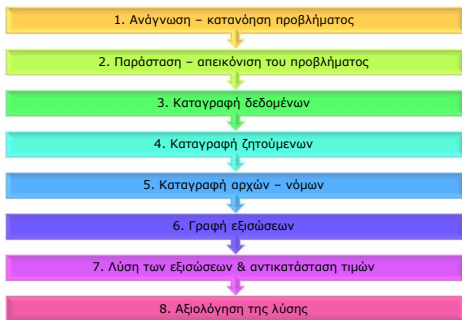 1. Ανάγνωση – κατανόηση προβλήματος
2. Παράσταση – απεικόνιση του προβλήματος
3. Καταγραφή δεδομένων
4. Καταγραφή ζητούμενων
5. Καταγραφή αρχών – νόμων
6. Γραφή εξισώσεων
7. Λύση των εξισώσεων & αντικατάσταση τιμών
8. Αξιολόγηση της λύσης